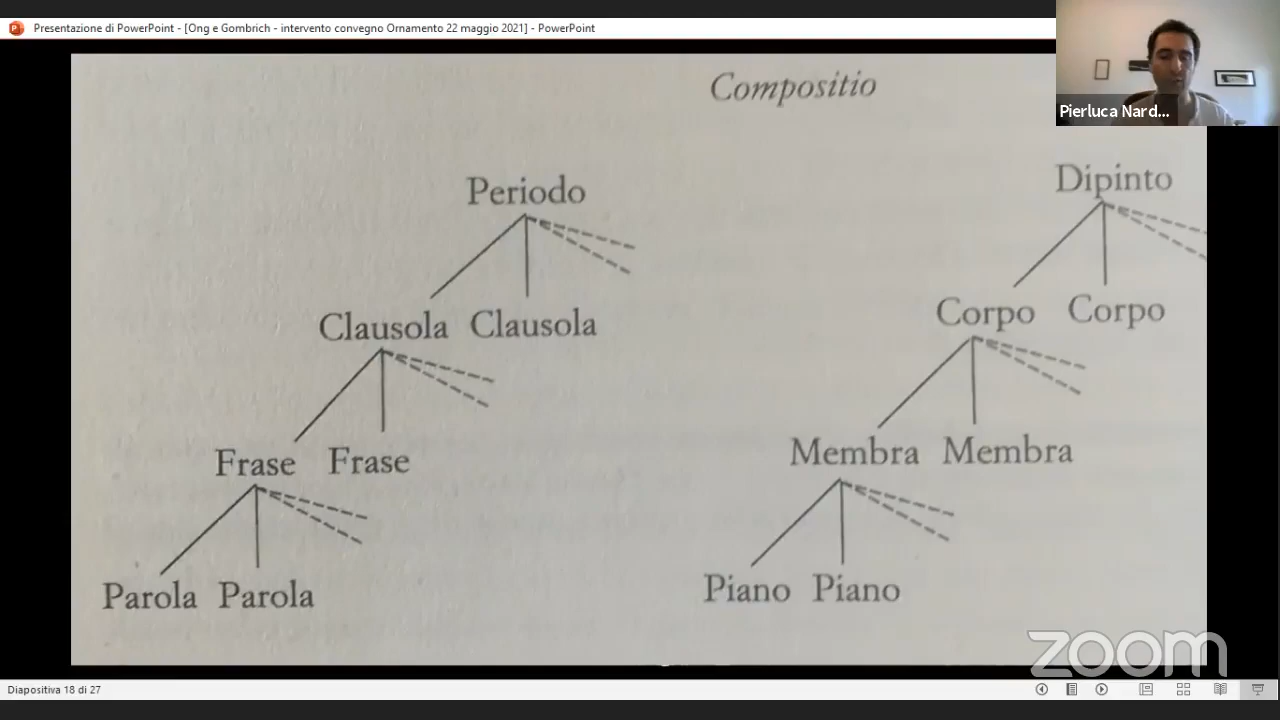 Presentazione di PowerPoint - [Ong e Gombrich - intervento convegno Ornamento 22 maggio 2021] - PowerPoint
Pierluca Nard...
Compositio
Periodo
Dipinto
Clausola Clausola
Corpo Corpo
Frase Frase
Membra Membra
Parola Parola
Piano Piano
zoom
Diapositiva 18 di 27